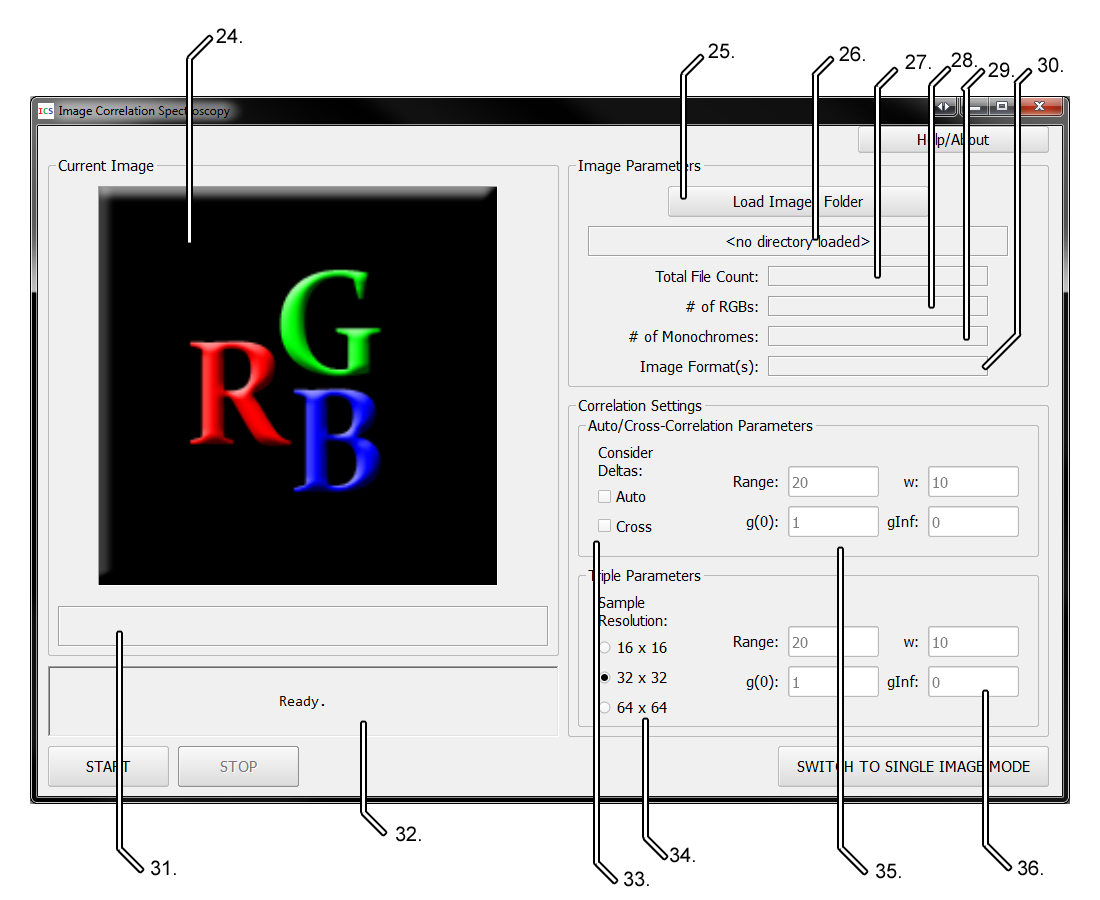 24.
25.
26.
27.
28.
29.
30.
ICS Image Correlation Spectroscopy
Help/About
Current Image
R
G
B
Image Parameters
Load Image Folder
<no directory loaded>
Total File Count:
# of RGBs:
# of Monochromes:
Image Format(s):
Correlation Settings
Auto/Cross-Correlation Parameters
Consider
Deltas:
Auto
Cross
Range: 20 w: 10
g(0): 1 gInf: 0
Triple Parameters
Sample
Resolution:
16 x 16
32 x 32
64 x 64
Range: 20 w: 10
g(0): 1 gInf: 0
Ready.
START
STOP
SWITCH TO SINGLE IMAGE MODE
31.
32.
33.
34.
35.
36.